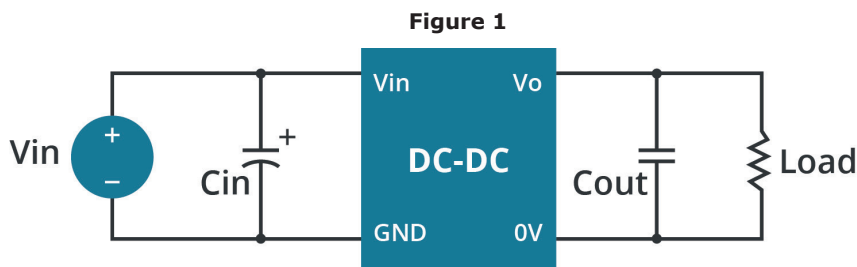 Figure 1
Vin Vo
+ +
Vin DC-DC Load
− Cin Cout
GND 0V